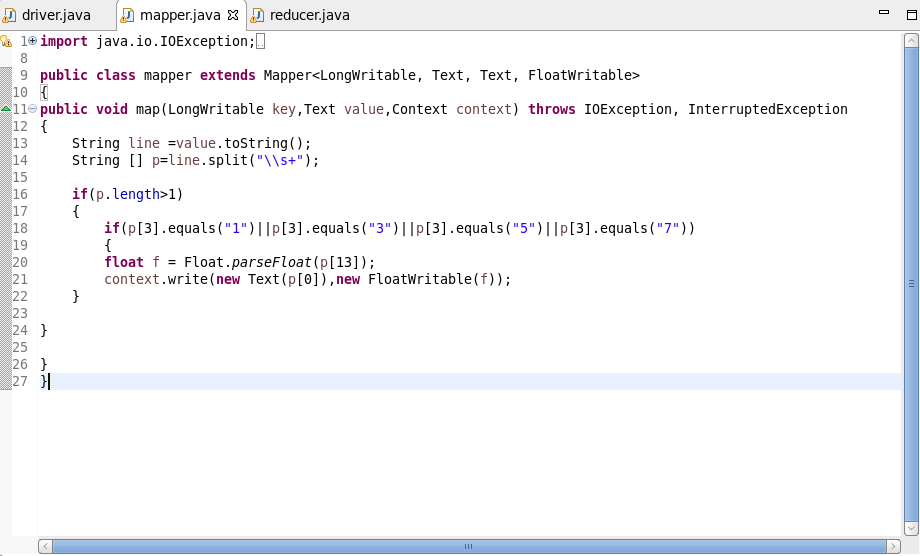 driver.java mapper.java reducer.java
1 import java.io.IOException;
8
9 public class mapper extends Mapper<LongWritable, Text, Text, FloatWritable>
10 {
11 public void map(LongWritable key,Text value,Context context) throws IOException, InterruptedException
12 {
13     String line =value.toString();
14     String [] p=line.split("\\s+");
15
16     if(p.length>1)
17     {
18         if(p[3].equals("1")||p[3].equals("3")||p[3].equals("5")||p[3].equals("7"))
19         {
20         float f = Float.parseFloat(p[13]);
21         context.write(new Text(p[0]),new FloatWritable(f));
22     }
23
24 }
25
26 }
27 }